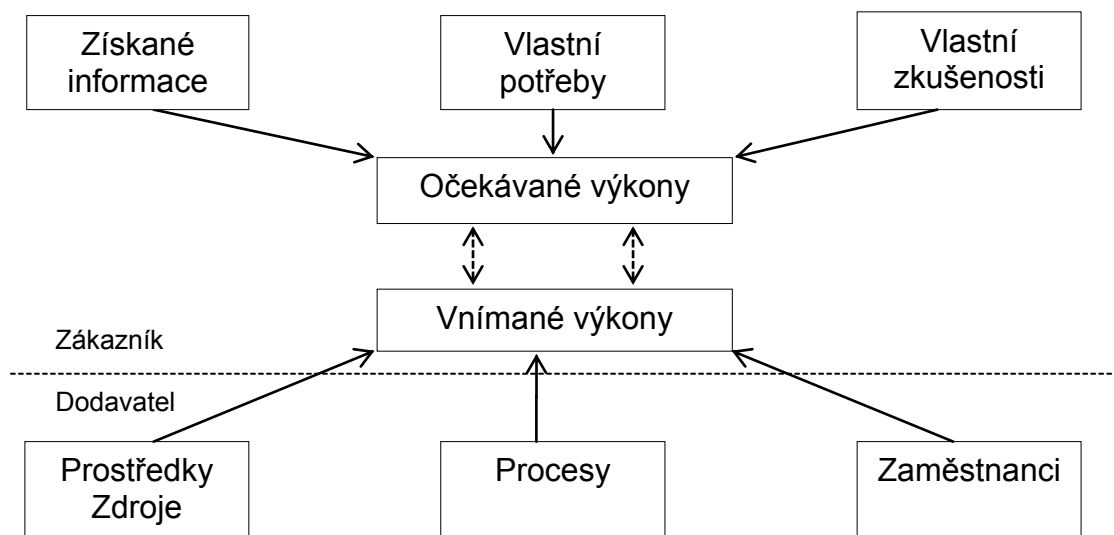 Získané
informace
Vlastní
potřeby
Vlastní
zkušenosti
Očekávané výkony
Vnímané výkony
Zákazník
Dodavatel
Prostředky
Zdroje
Procesy
Zaměstnanci